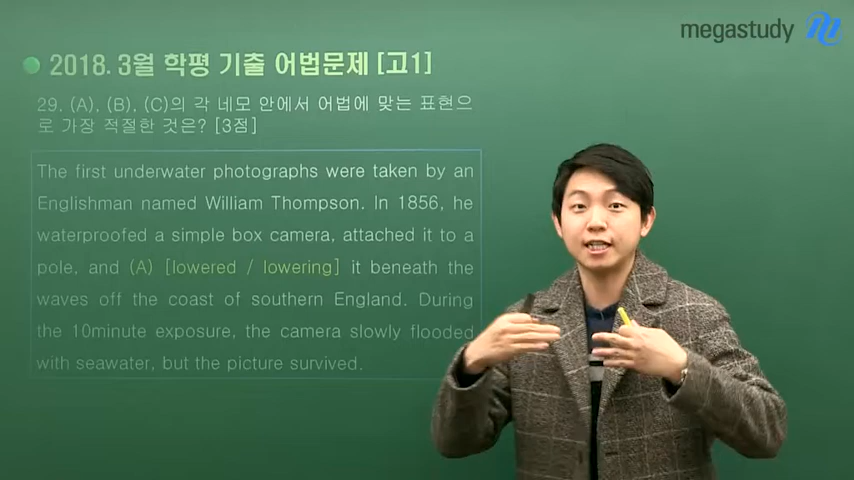 megastudy
2018. 3월 학평 기출 어법문제 [고1]
29. (A), (B), (C)의 각 네모 안에서 어법에 맞는 표현으
로 가장 적절한 것은? [3점]
The first underwater photographs were taken by an
Englishman named William Thompson. In 1856, he
waterproofed a simple box camera, attached it to a
pole, and (A) [lowered / lowering] it beneath the
waves off the coast of southern England. During
the 10minute exposure, the camera slowly flooded
with seawater, but the picture survived.